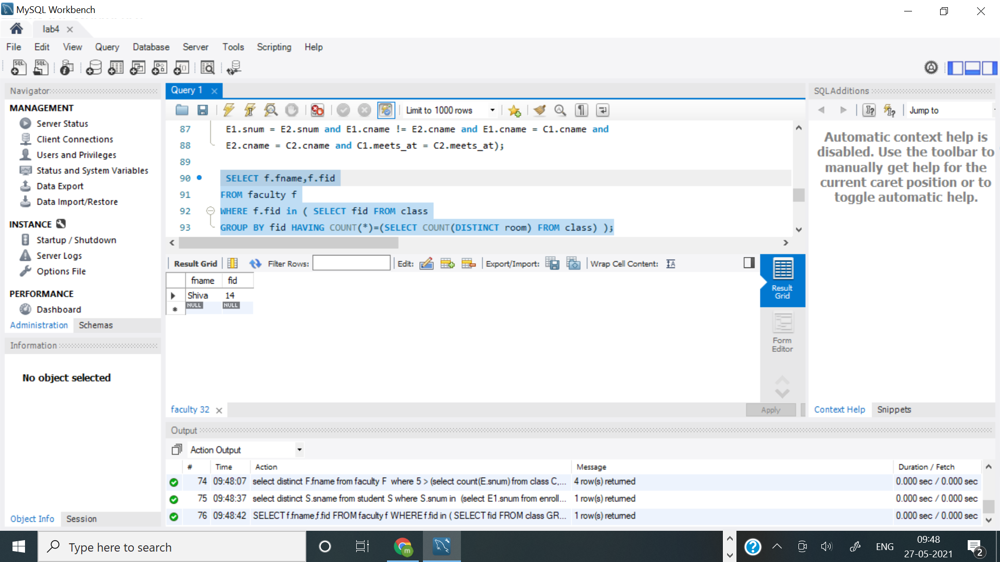 MySQL Workbench
lab4
File Edit View Query Database Server Tools Scripting Help
Navigator
MANAGEMENT
Server Status
Client Connections
Users and Privileges
Status and System Variables
Data Export
Data Import/Restore
INSTANCE
Startup / Shutdown
Server Logs
Options File
PERFORMANCE
Dashboard
Administration Schemas
Information
No object selected
Object Info Session
Query 1
Limit to 1000 rows
87 E1.snum = E2.snum and E1.cname != E2.cname and E1.cname = C1.cname and
88 E2.cname = C2.cname and C1.meets_at = C2.meets_at);
89
90 SELECT f.fname,f.fid
91 FROM faculty f
92 WHERE f.fid in ( SELECT fid FROM class
93 GROUP BY fid HAVING COUNT(*)=(SELECT COUNT(DISTINCT room) FROM class) );
Result Grid Filter Rows: Edit: Export/Import: Wrap Cell Content:
fname fid
Shiva 14
NULL NULL
Result Grid
Form Editor
faculty 32
Apply
SQLAdditions
Jump to
Automatic context help is
disabled. Use the toolbar to
manually get help for the
current caret position or to
toggle automatic help.
Context Help Snippets
Output
Action Output
# Time Action Message Duration / Fetch
74 09:48:07 select distinct F.fname from faculty F where 5 > (select count(E.snum) from class C,... 4 row(s) returned 0.000 sec / 0.000 sec
75 09:48:37 select distinct S.sname from student S where S.snum in (select E1.snum from enroll... 1 row(s) returned 0.000 sec / 0.000 sec
76 09:48:42 SELECT f.fname,f.fid FROM faculty f WHERE f.fid in ( SELECT fid FROM class GR... 1 row(s) returned 0.000 sec / 0.000 sec
Type here to search
ENG
09:48
27-05-2021
2